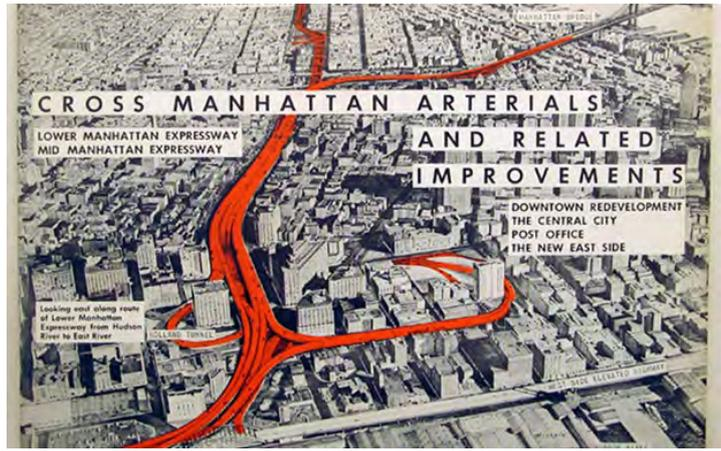 MANHATTAN BRIDGE
CROSS MANHATTAN ARTERIALS
LOWER MANHATTAN EXPRESSWAY
MID MANHATTAN EXPRESSWAY
AND RELATED
IMPROVEMENTS
DOWNTOWN REDEVELOPMENT
THE CENTRAL CITY
POST OFFICE
THE NEW EAST SIDE
Looking east along route
of Lower Manhattan
Expressway from Hudson
River to East River
HOLLAND TUNNEL
WEST SIDE ELEVATED HIGHWAY